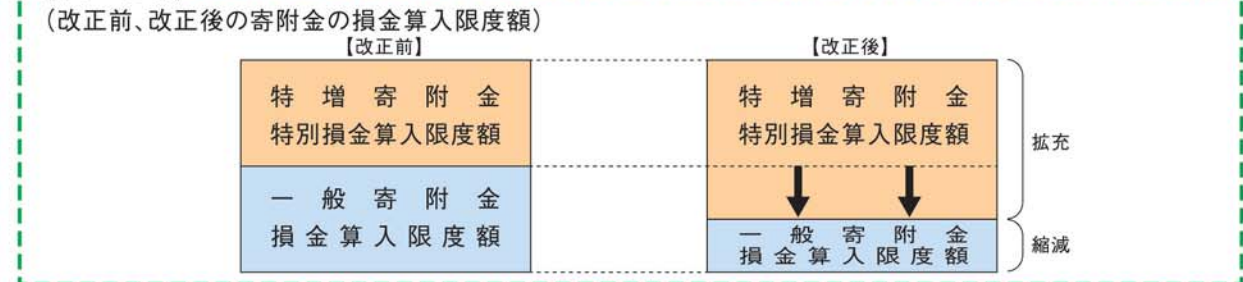 （改正前、改正後の寄附金の損金算入限度額）
【改正前】
特増寄附金
特別損金算入限度額
一般寄附金
損金算入限度額
【改正後】
特増寄附金
特別損金算入限度額
一般寄附金
損金算入限度額
拡充
縮減